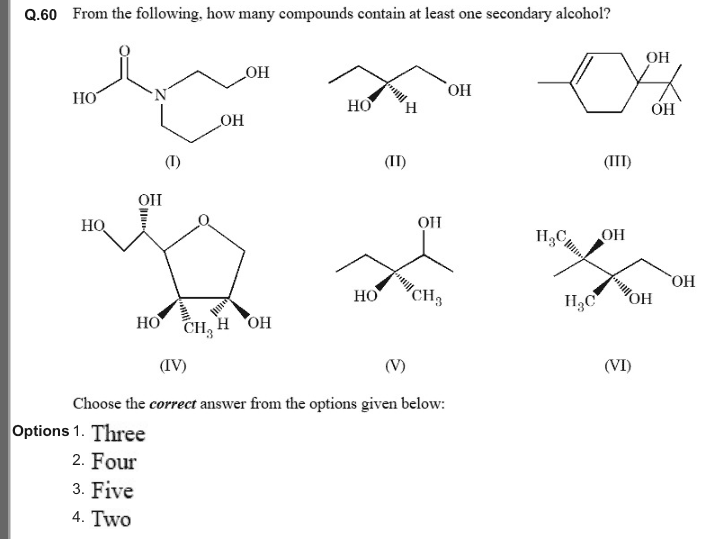 Q.60 From the following, how many compounds contain at least one secondary alcohol?
O
HO N OH
OH
(I)
HO H OH
(II)
OH
OH
(III)
OH
HO
O
HO CH3 H OH
(IV)
OH
HO CH3
(V)
H3C OH
OH
H3C OH
(VI)
Choose the correct answer from the options given below:
Options 1. Three
2. Four
3. Five
4. Two